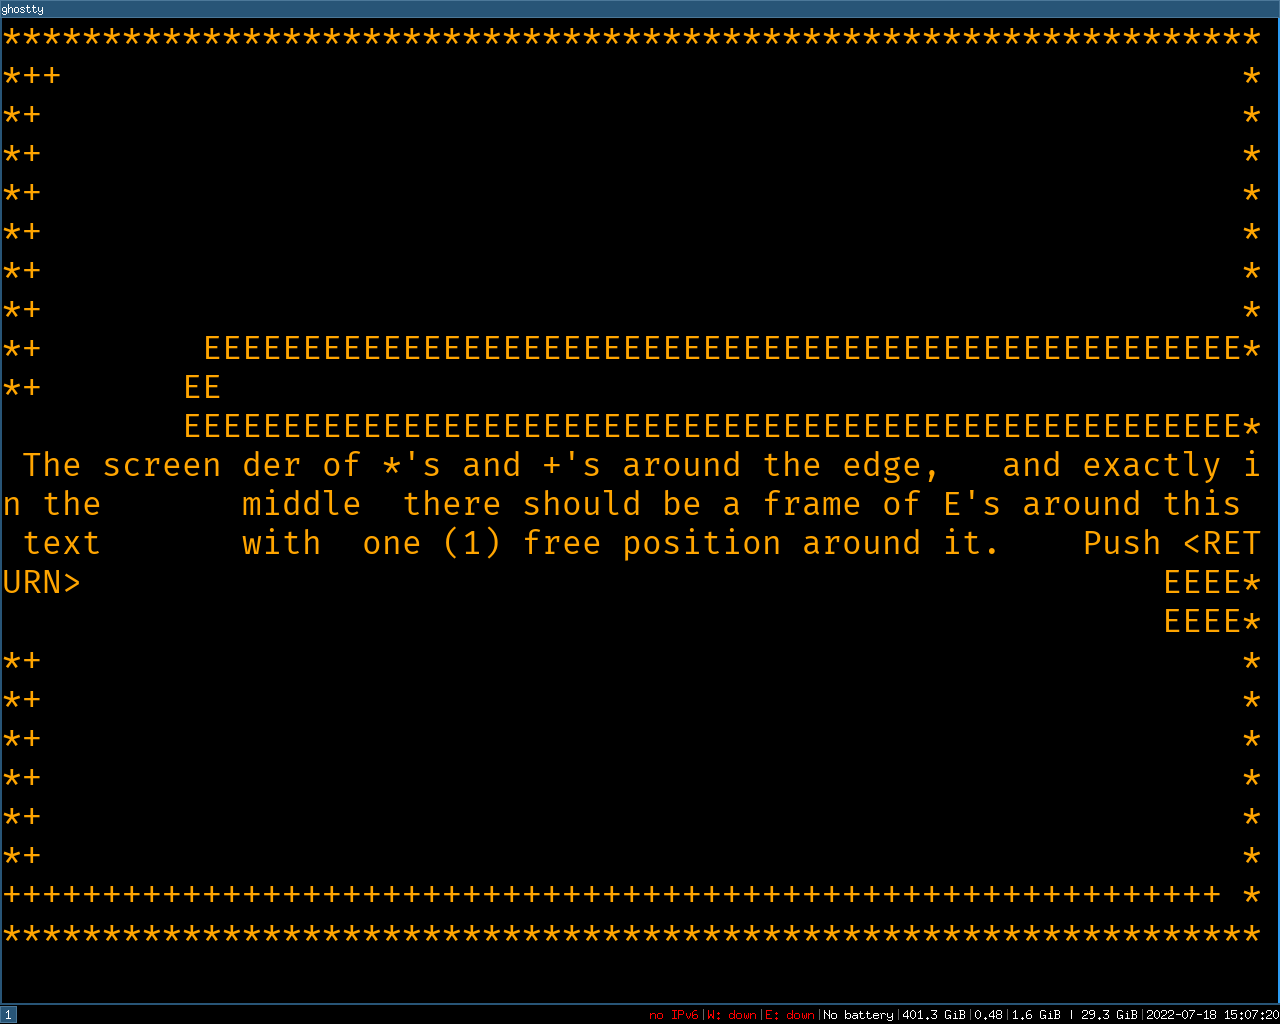 ghostty
***************************************************************
*++                                                           *
*+                                                            *
*+                                                            *
*+                                                            *
*+                                                            *
*+                                                            *
*+                                                            *
*+        EEEEEEEEEEEEEEEEEEEEEEEEEEEEEEEEEEEEEEEEEEEEEEEEEEEE*
*+       EE
         EEEEEEEEEEEEEEEEEEEEEEEEEEEEEEEEEEEEEEEEEEEEEEEEEEEEE*
 The screen der of *'s and +'s around the edge,   and exactly i
n the       middle  there should be a frame of E's around this
 text       with  one (1) free position around it.    Push <RET
URN>                                                      EEEE*
                                                          EEEE*
*+                                                            *
*+                                                            *
*+                                                            *
*+                                                            *
*+                                                            *
*+                                                            *
+++++++++++++++++++++++++++++++++++++++++++++++++++++++++++++ *
***************************************************************
1 no IPv6|W: down|E: down|No battery|401.3 GiB|0.48|1.6 GiB | 29.3 GiB|2022-07-18 15:07:20